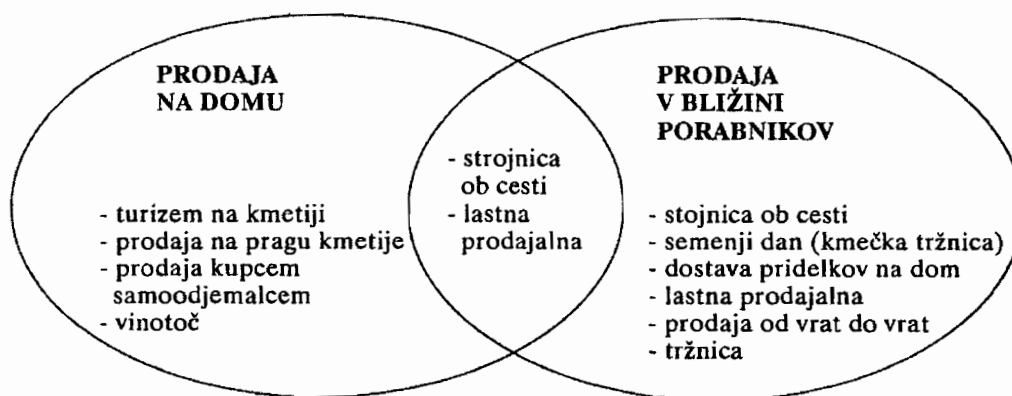 PRODAJA
NA DOMU
- turizem na kmetiji
- prodaja na pragu kmetije
- prodaja kupcem
samoodjemalcem
- vinotoč
- strojnica
ob cesti
- lastna
prodajalna
PRODAJA
V BLIŽINI
PORABNIKOV
- stojnica ob cesti
- semenji dan (kmečka tržnica)
- dostava pridelkov na dom
- lastna prodajalna
- prodaja od vrat do vrat
- tržnica